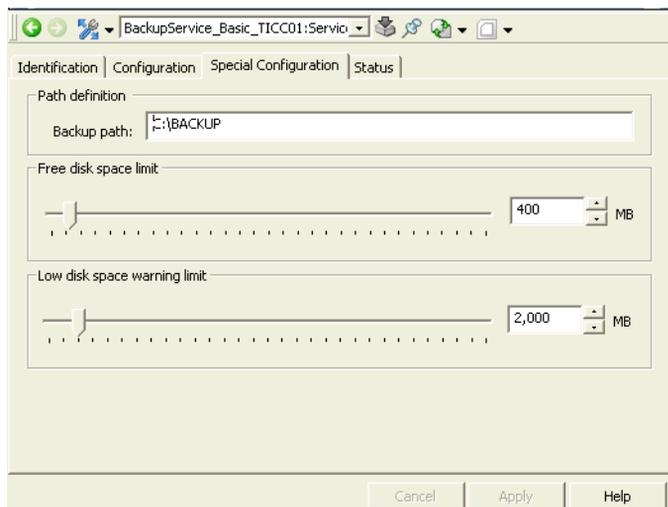 BackupService_Basic_TICC01:Servic
Identification Configuration Special Configuration Status
Path definition
Backup path: :\BACKUP
Free disk space limit
400 MB
Low disk space warning limit
2,000 MB
Cancel Apply Help